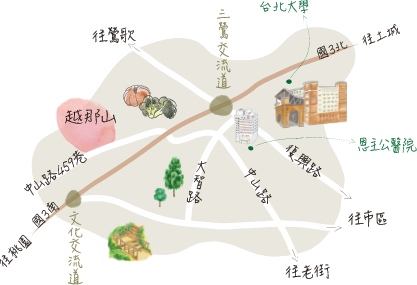 台北大學
三鶯交流道
往鶯歌
國3北
往土城
越那山
恩主公醫院
復興路
中山路459巷
大智路
中山路
國3南
文化交流道
往市區
往桃園
往老街